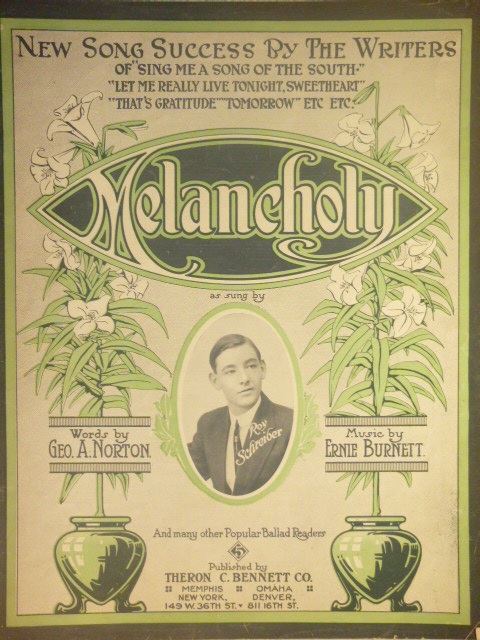 NEW SONG SUCCESS BY THE WRITERS
OF "SING ME A SONG OF THE SOUTH."
"LET ME REALLY LIVE TONIGHT, SWEETHEART"
"THAT'S GRATITUDE" "TOMORROW" ETC ETC.
Melancholy
as sung by
Roy
Schreiber
Words by
GEO. A. NORTON.
Music by
ERNIE BURNETT.
And many other Popular Ballad Readers
5
Published by
THERON C. BENNETT CO.
MEMPHIS OMAHA
NEW YORK, DENVER,
149 W. 36TH ST. 811 16TH ST.